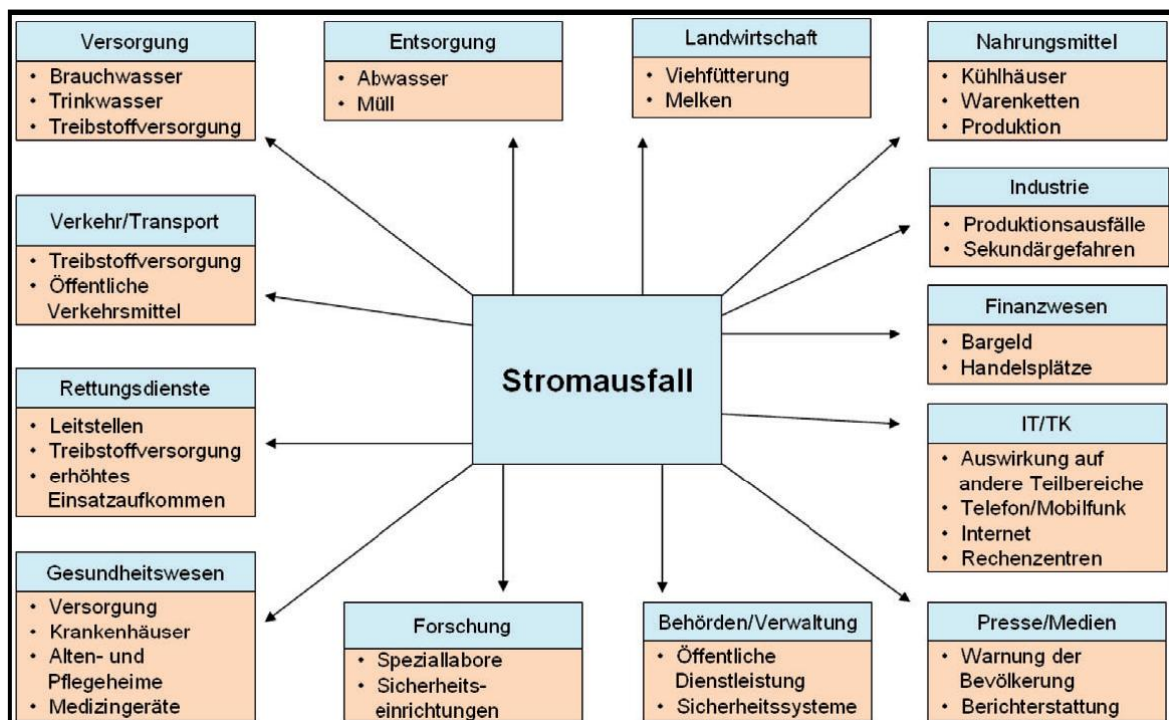 Versorgung
• Brauchwasser
• Trinkwasser
• Treibstoffversorgung
Entsorgung
• Abwasser
• Müll
Landwirtschaft
• Viehfütterung
• Melken
Nahrungsmittel
• Kühlhäuser
• Warenketten
• Produktion
Verkehr/Transport
• Treibstoffversorgung
• Öffentliche
Verkehrsmittel
Industrie
• Produktionsausfälle
• Sekundärgefahren
Stromausfall
Finanzwesen
• Bargeld
• Handelsplätze
Rettungsdienste
• Leitstellen
• Treibstoffversorgung
• erhöhtes
Einsatzaufkommen
IT/TK
• Auswirkung auf
andere Teilbereiche
• Telefon/Mobilfunk
• Internet
• Rechenzentren
Gesundheitswesen
• Versorgung
• Krankenhäuser
• Alten- und
Pflegeheime
• Medizingeräte
Forschung
• Speziallabore
• Sicherheits-
einrichtungen
Behörden/Verwaltung
• Öffentliche
Dienstleistung
• Sicherheitssysteme
Presse/Medien
• Warnung der
Bevölkerung
• Berichterstattung